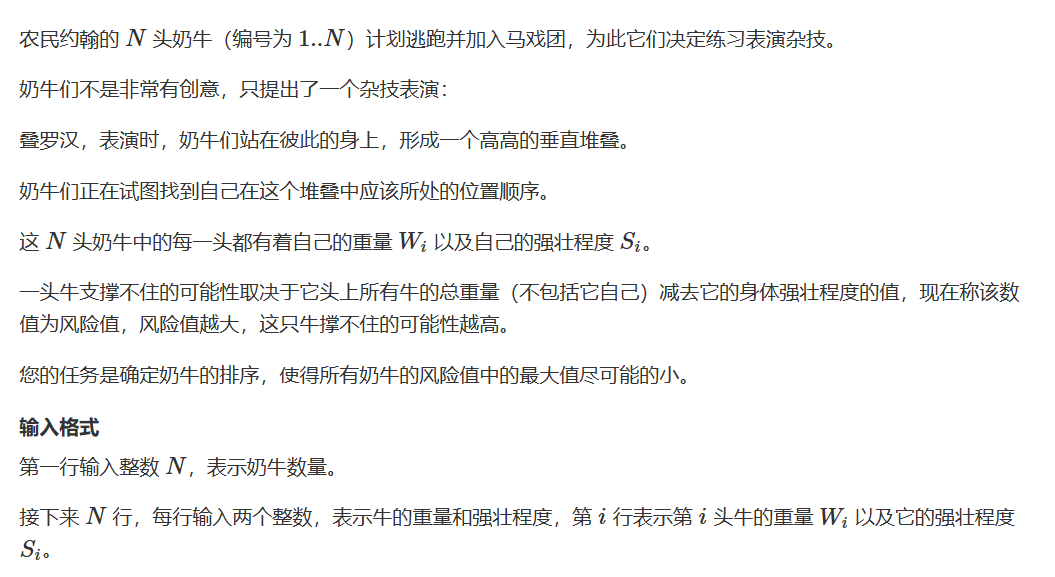 农民约翰的 N 头奶牛（编号为 1..N）计划逃跑并加入马戏团，为此它们决定练习表演杂技。
奶牛们不是非常有创意，只提出了一个杂技表演：
叠罗汉，表演时，奶牛们站在彼此的身上，形成一个高高的垂直堆叠。
奶牛们正在试图找到自己在这个堆叠中应该所处的位置顺序。
这 N 头奶牛中的每一头都有着自己的重量 Wᵢ 以及自己的强壮程度 Sᵢ。
一头牛支撑不住的可能性取决于它头上所有牛的总重量（不包括它自己）减去它的身体强壮程度的值，现在称该数
值为风险值，风险值越大，这只牛撑不住的可能性越高。
您的任务是确定奶牛的排序，使得所有奶牛的风险值中的最大值尽可能的小。
输入格式
第一行输入整数 N，表示奶牛数量。
接下来 N 行，每行输入两个整数，表示牛的重量和强壮程度，第 i 行表示第 i 头牛的重量 Wᵢ 以及它的强壮程度
Sᵢ。